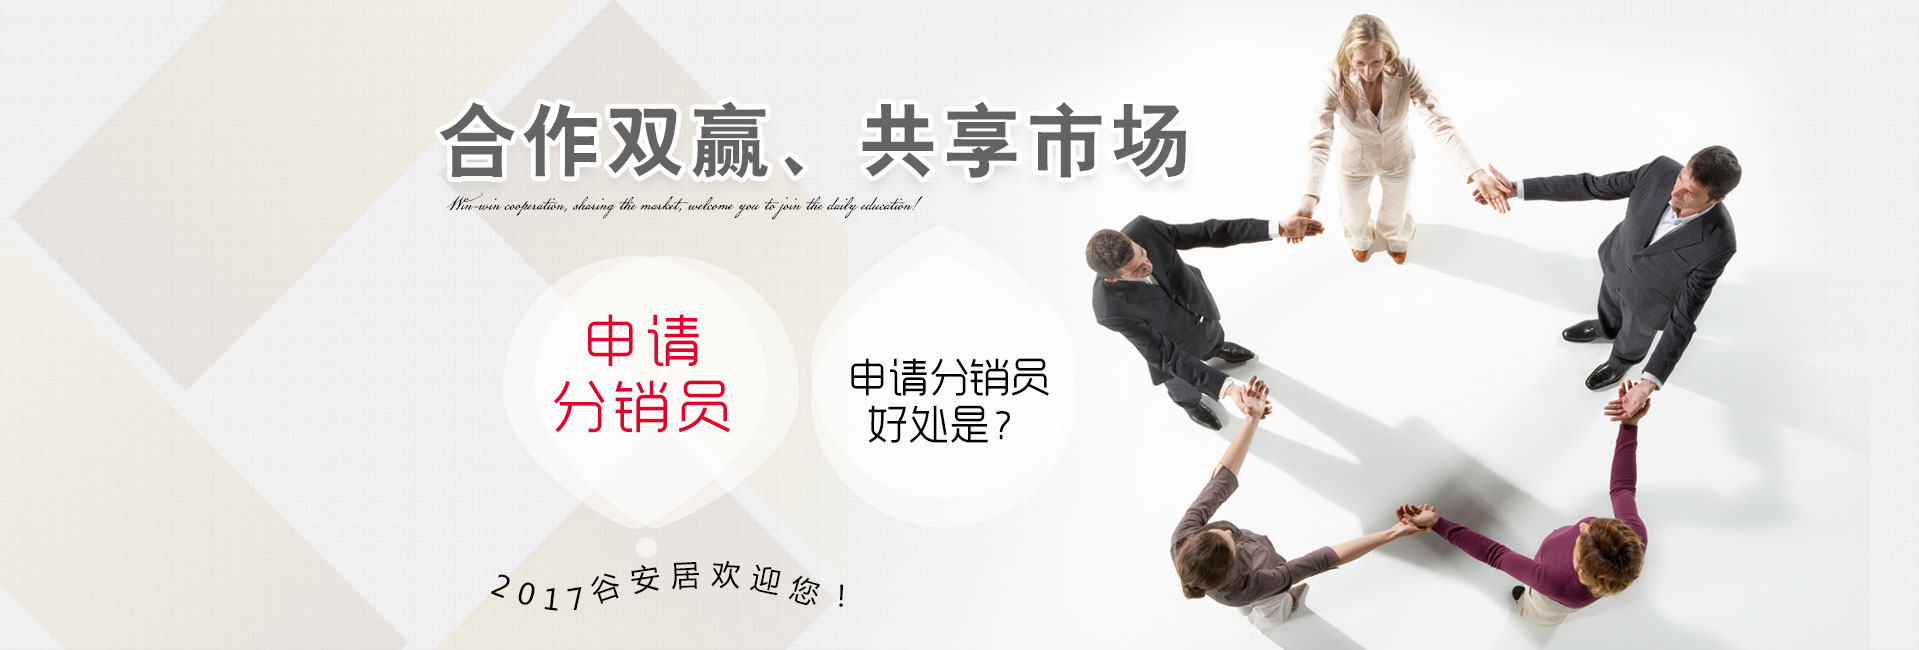 合作双赢、共享市场
Win-win cooperation, sharing the market, welcome you to join the daily education!
申请
分销员
申请分销员
好处是?
2017谷安居欢迎您!